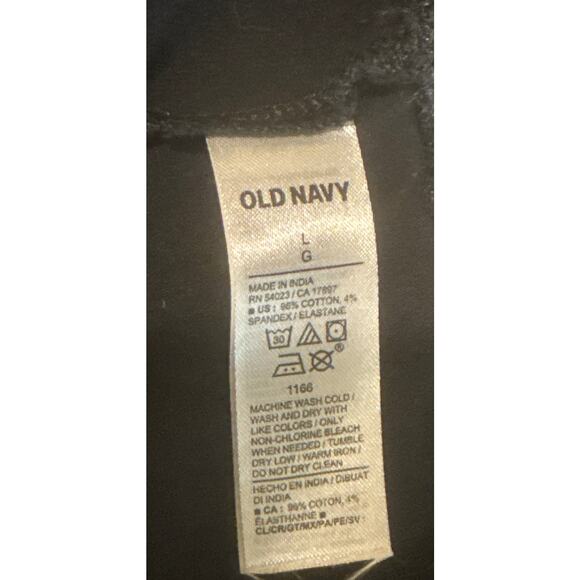 OLD NAVY
L
G
MADE IN INDIA
RN 54023 / CA 17897
■ US : 96% COTTON, 4%
SPANDEX / ELASTANE
30
®
1166
MACHINE WASH COLD /
WASH AND DRY WITH
LIKE COLORS / ONLY
NON-CHLORINE BLEACH
WHEN NEEDED / TUMBLE
DRY LOW / WARM IRON /
DO NOT DRY CLEAN
HECHO EN INDIA / DIBUAT
DI INDIA
■ CA : 96% COTON, 4%
ÉLASTHANNE ■
CL/CR/GT/MX/PA/PE/SV :